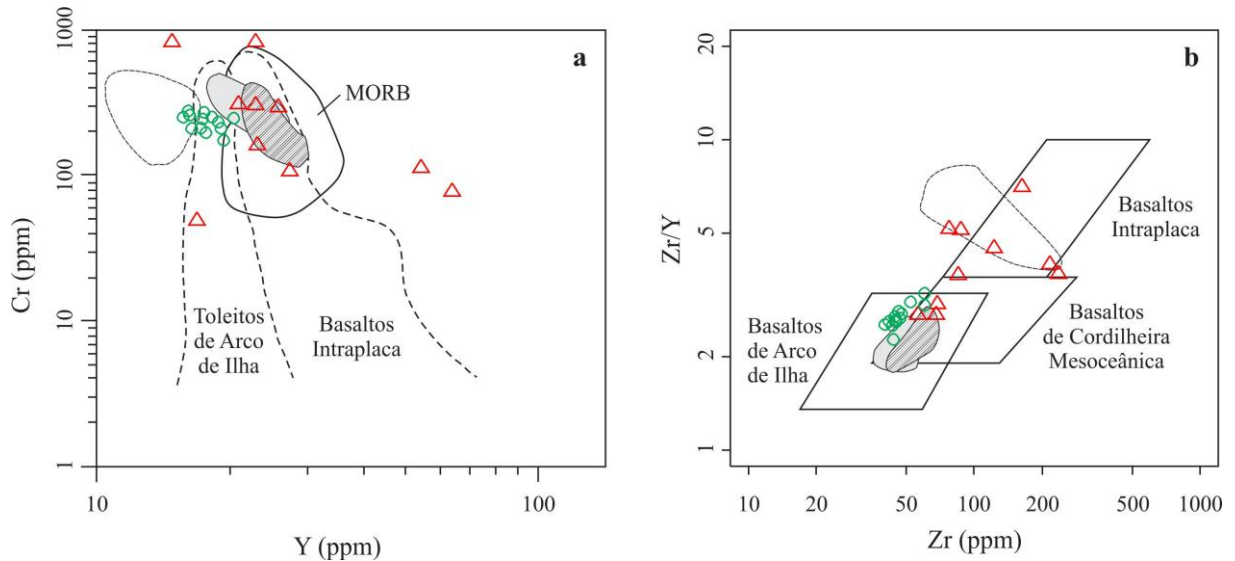 1000
100
10
1
Cr (ppm)
a
MORB
Toleitos
de Arco
de Ilha
Basaltos
Intraplaca
10
100
Y (ppm)
20
10
5
2
1
Zr/Y
b
Basaltos
Intraplaca
Basaltos
de Arco
de Ilha
Basaltos
de Cordilheira
Mesoceânica
10
20
50
100
200
500
1000
Zr (ppm)